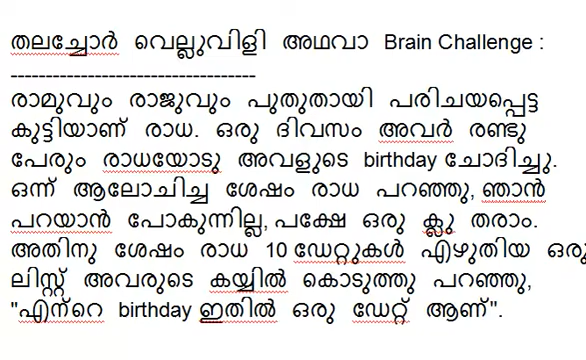 തലച്ചോർ വെല്ലുവിളി അഥവാ Brain Challenge :
-----------------------------------
രാമുവും രാജുവും പുതുതായി പരിചയപ്പെട്ട
കുട്ടിയാണ് രാധ. ഒരു ദിവസം അവർ രണ്ടു
പേരും രാധയോടു അവളുടെ birthday ചോദിച്ചു.
ഒന്ന് ആലോചിച്ച ശേഷം രാധ പറഞ്ഞു, ഞാൻ
പറയാൻ പോകുന്നില്ല, പക്ഷേ ഒരു ക്ലു തരാം.
അതിനു ശേഷം രാധ 10 ഡേറ്റുകൾ എഴുതിയ ഒരു
ലിസ്റ്റ് അവരുടെ കയ്യിൽ കൊടുത്തു പറഞ്ഞു,
"എന്റെ birthday ഇതിൽ ഒരു ഡേറ്റ് ആണ്".